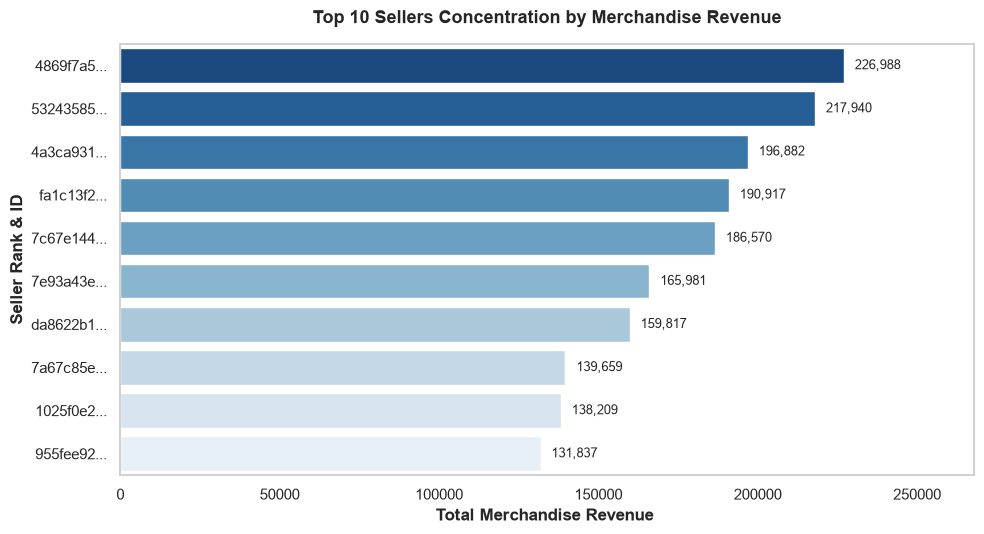 Top 10 Sellers Concentration by Merchandise Revenue
Seller Rank & ID
4869f7a5... 226,988
53243585... 217,940
4a3ca931... 196,882
fa1c13f2... 190,917
7c67e144... 186,570
7e93a43e... 165,981
da8622b1... 159,817
7a67c85e... 139,659
1025f0e2... 138,209
955fee92... 131,837
0 50000 100000 150000 200000 250000
Total Merchandise Revenue